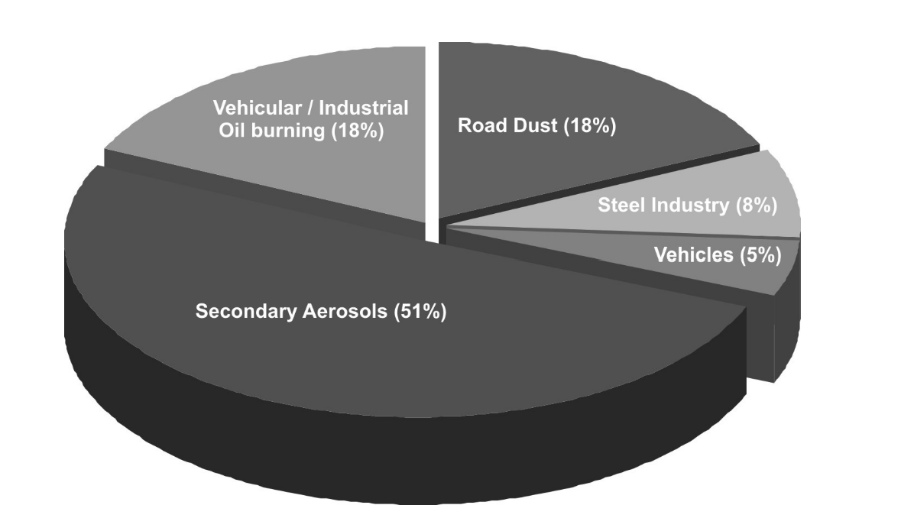 Vehicular / Industrial
Oil burning (18%)
Road Dust (18%)
Steel Industry (8%)
Vehicles (5%)
Secondary Aerosols (51%)